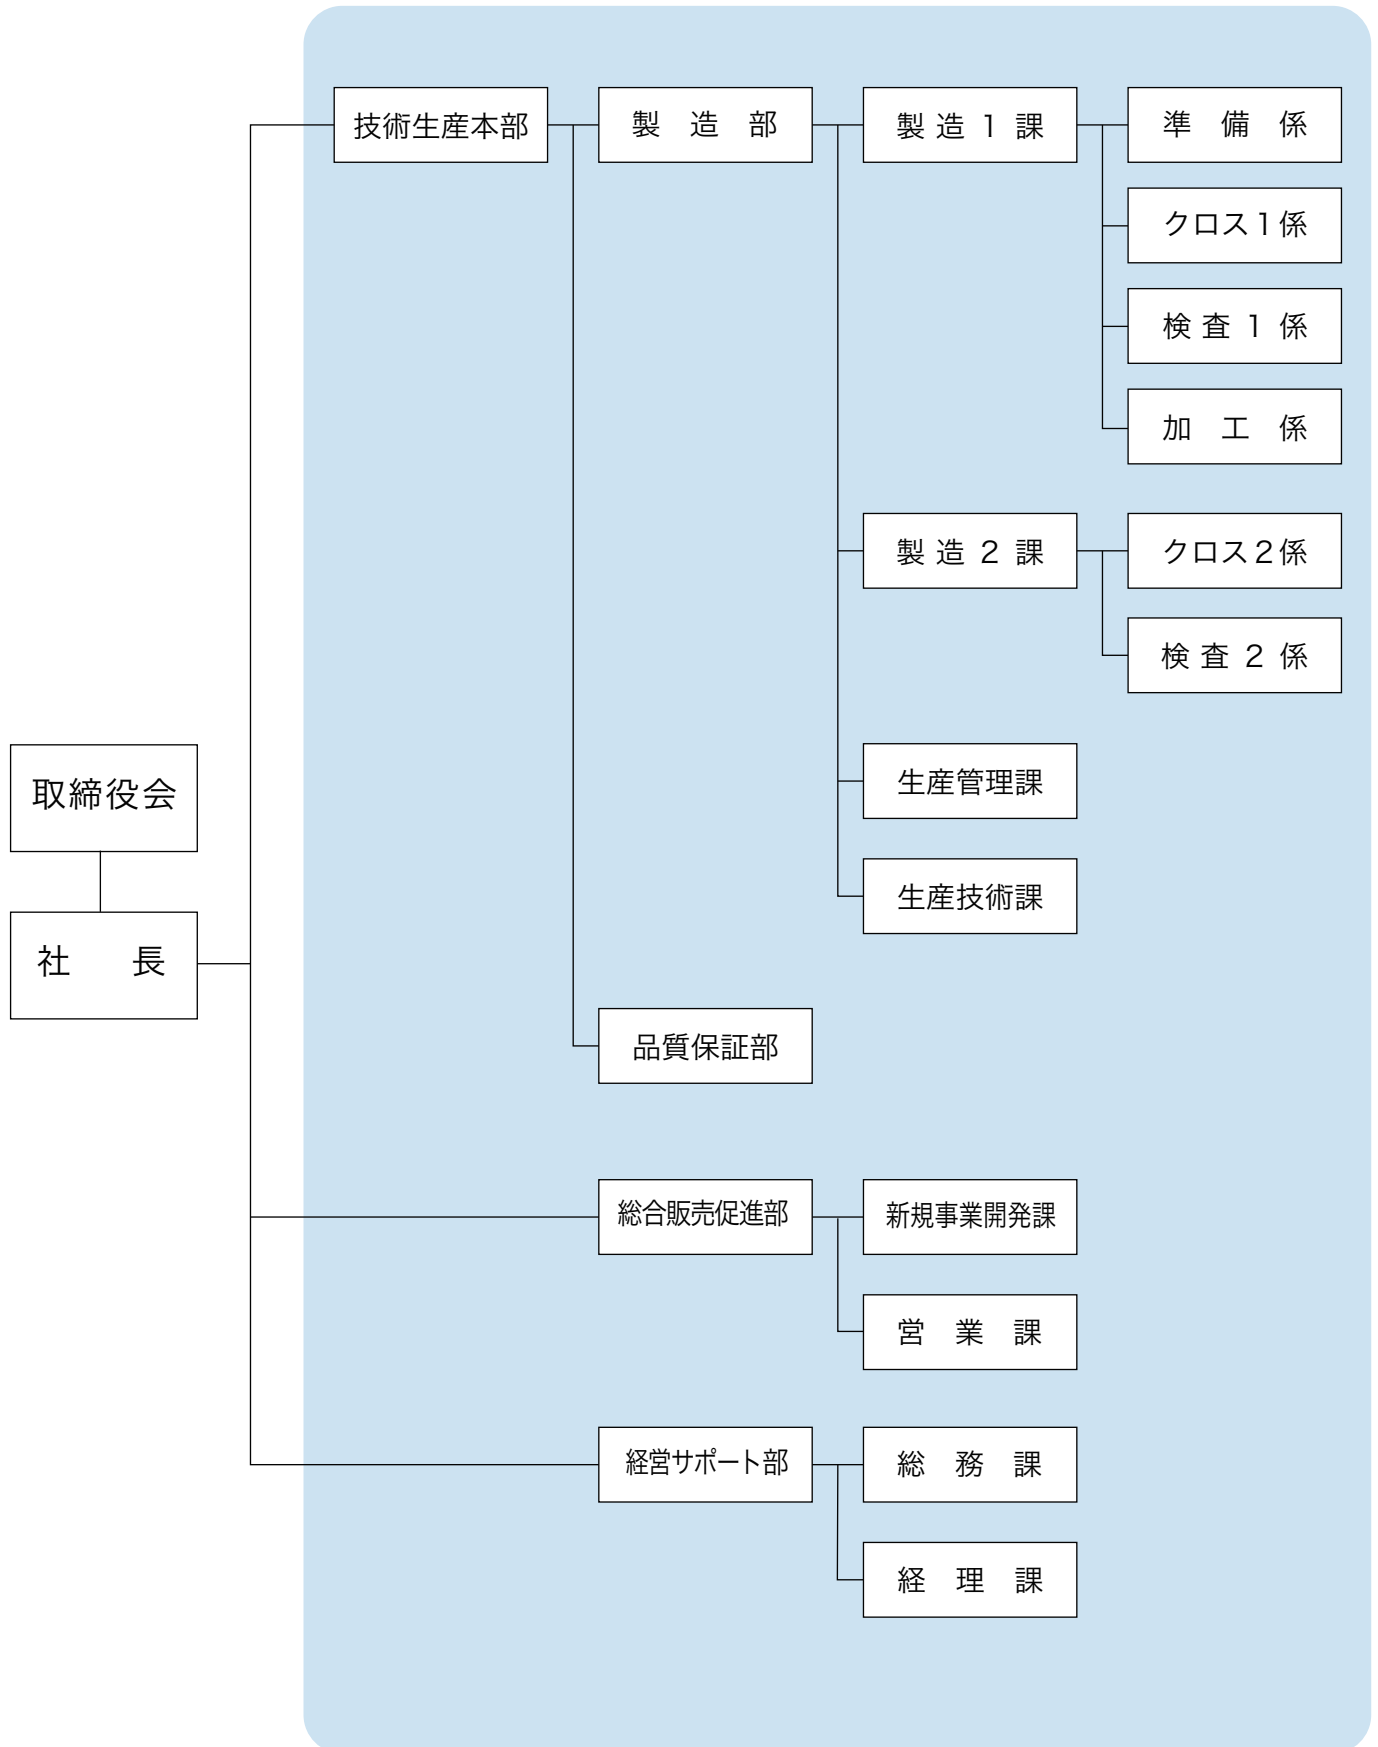 技術生産本部
製造部
製造1課
準備係
クロス1係
検査1係
加工係
製造2課
クロス2係
検査2係
生産管理課
生産技術課
取締役会
社長
品質保証部
総合販売促進部
新規事業開発課
営業課
経営サポート部
総務課
経理課